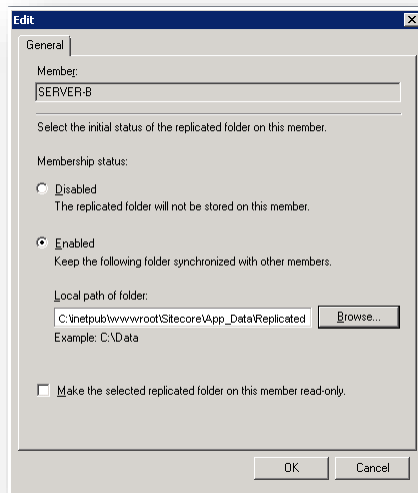 Edit
General
Member:
SERVER-B
Select the initial status of the replicated folder on this member.
Membership status:
Disabled
The replicated folder will not be stored on this member.
Enabled
Keep the following folder synchronized with other members.
Local path of folder:
C:\inetpub\wwwroot\Sitecore\App_Data\Replicated
Browse...
Example: C:\Data
Make the selected replicated folder on this member read-only.
OK Cancel